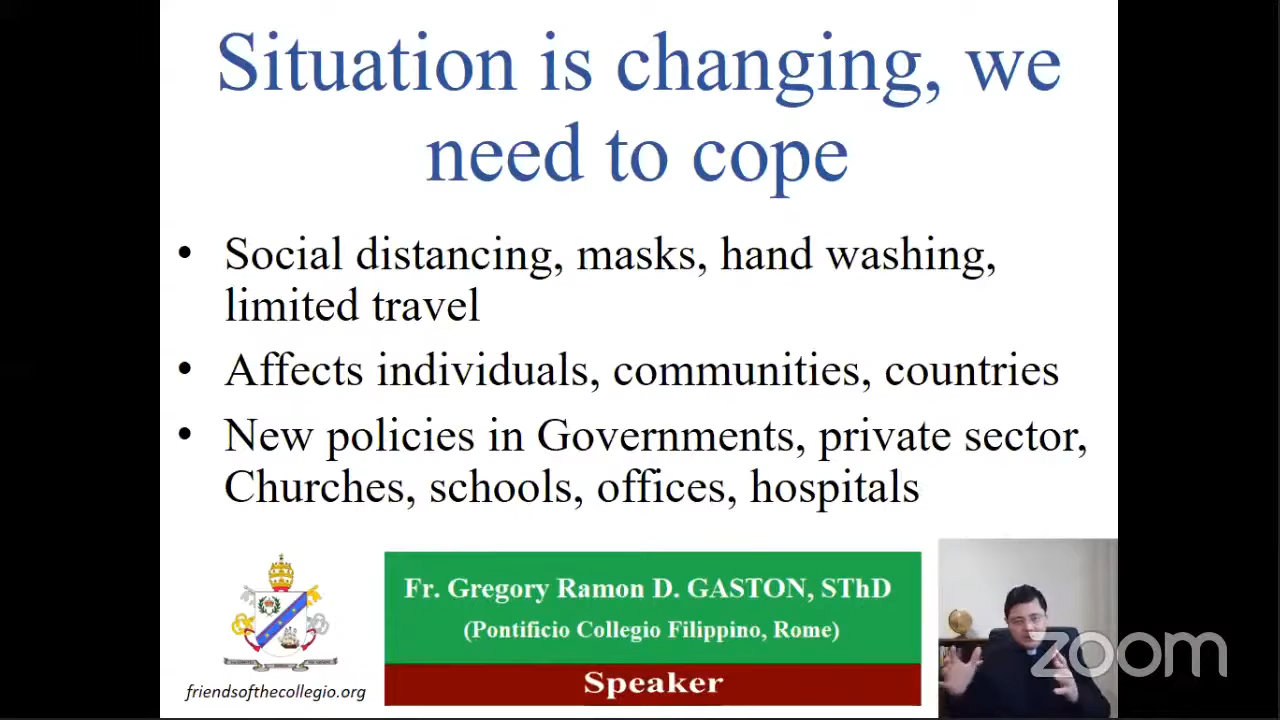 Situation is changing, we
need to cope
• Social distancing, masks, hand washing,
limited travel
• Affects individuals, communities, countries
• New policies in Governments, private sector,
Churches, schools, offices, hospitals
Fr. Gregory Ramon D. GASTON, SThD
(Pontificio Collegio Filippino, Rome)
Speaker
friendsofthecollegio.org
zoom